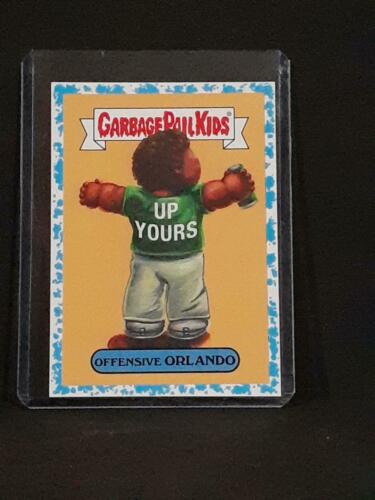 GARBAGE PAIL KIDS
UP
YOURS
OFFENSIVE ORLANDO